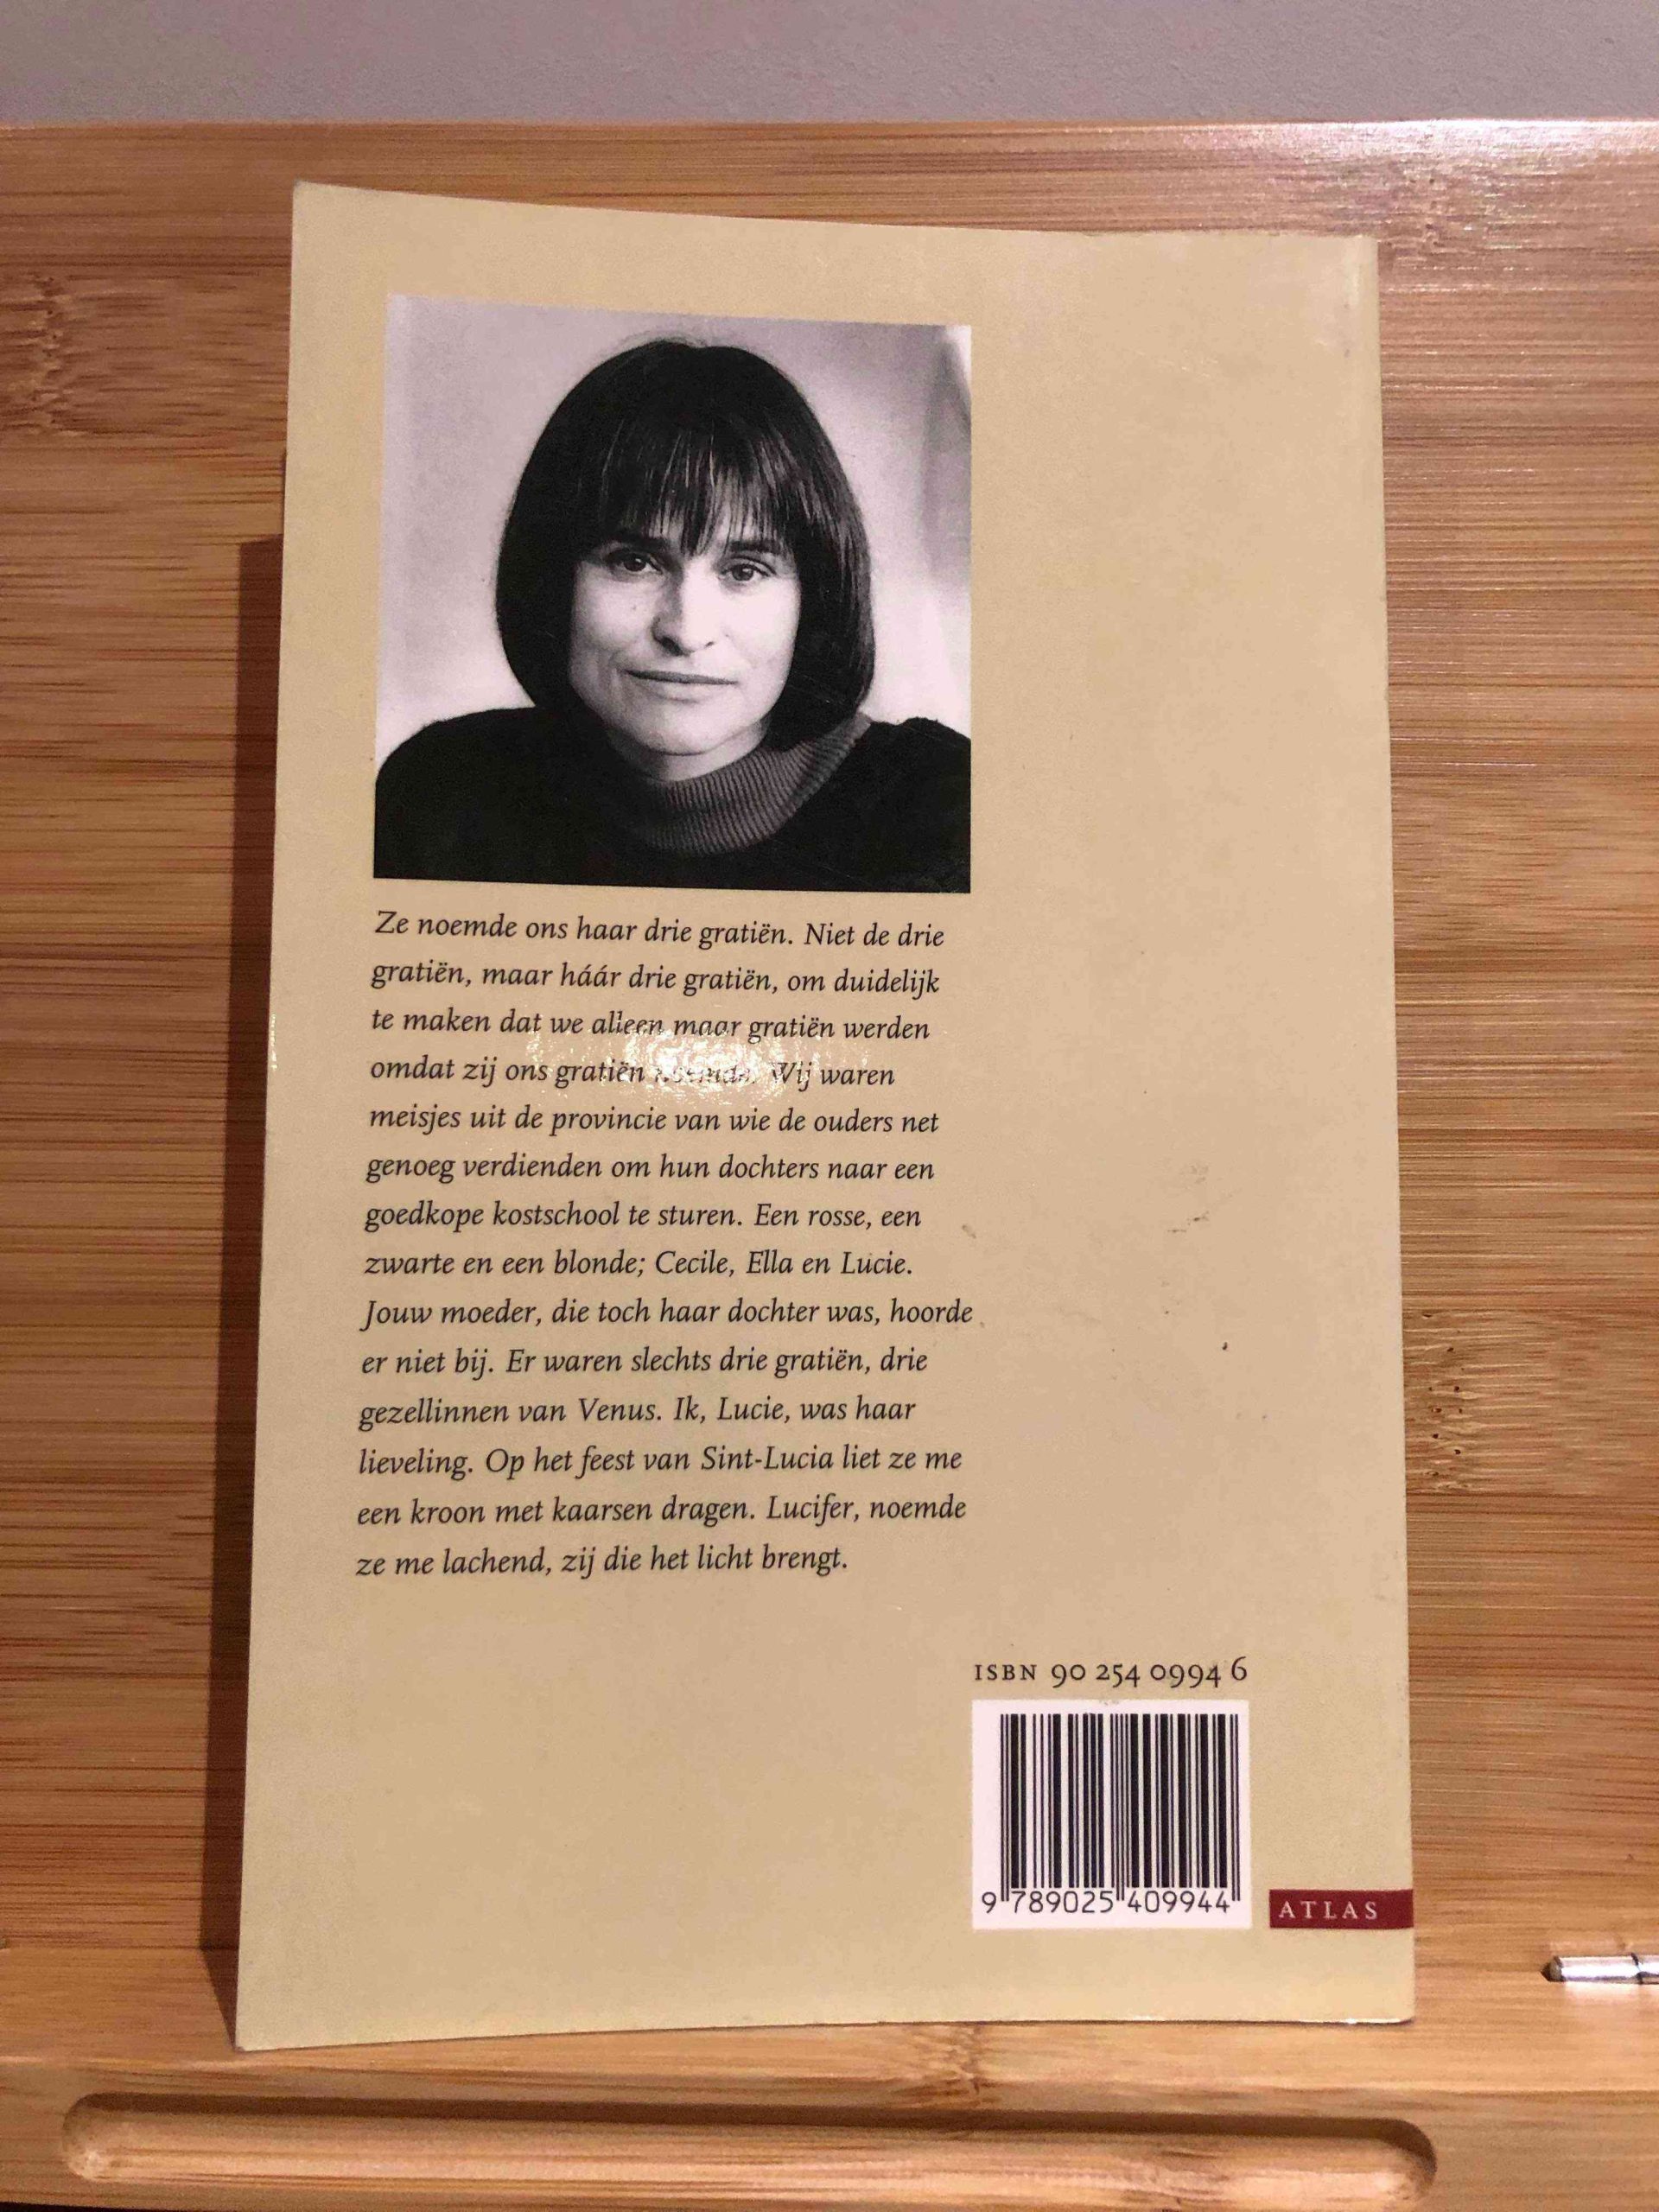 Ze noemde ons haar drie gratiën. Niet de drie
gratiën, maar háár drie gratiën, om duidelijk
te maken dat we alleen maar gratiën werden
omdat zij ons gratiën noemde. Wij waren
meisjes uit de provincie van wie de ouders net
genoeg verdienden om hun dochters naar een
goedkope kostschool te sturen. Een rosse, een
zwarte en een blonde; Cecile, Ella en Lucie.
Jouw moeder, die toch haar dochter was, hoorde
er niet bij. Er waren slechts drie gratiën, drie
gezellinnen van Venus. Ik, Lucie, was haar
lieveling. Op het feest van Sint-Lucia liet ze me
een kroon met kaarsen dragen. Lucifer, noemde
ze me lachend, zij die het licht brengt.
ISBN 90 254 0994 6
9 789025 409944
ATLAS